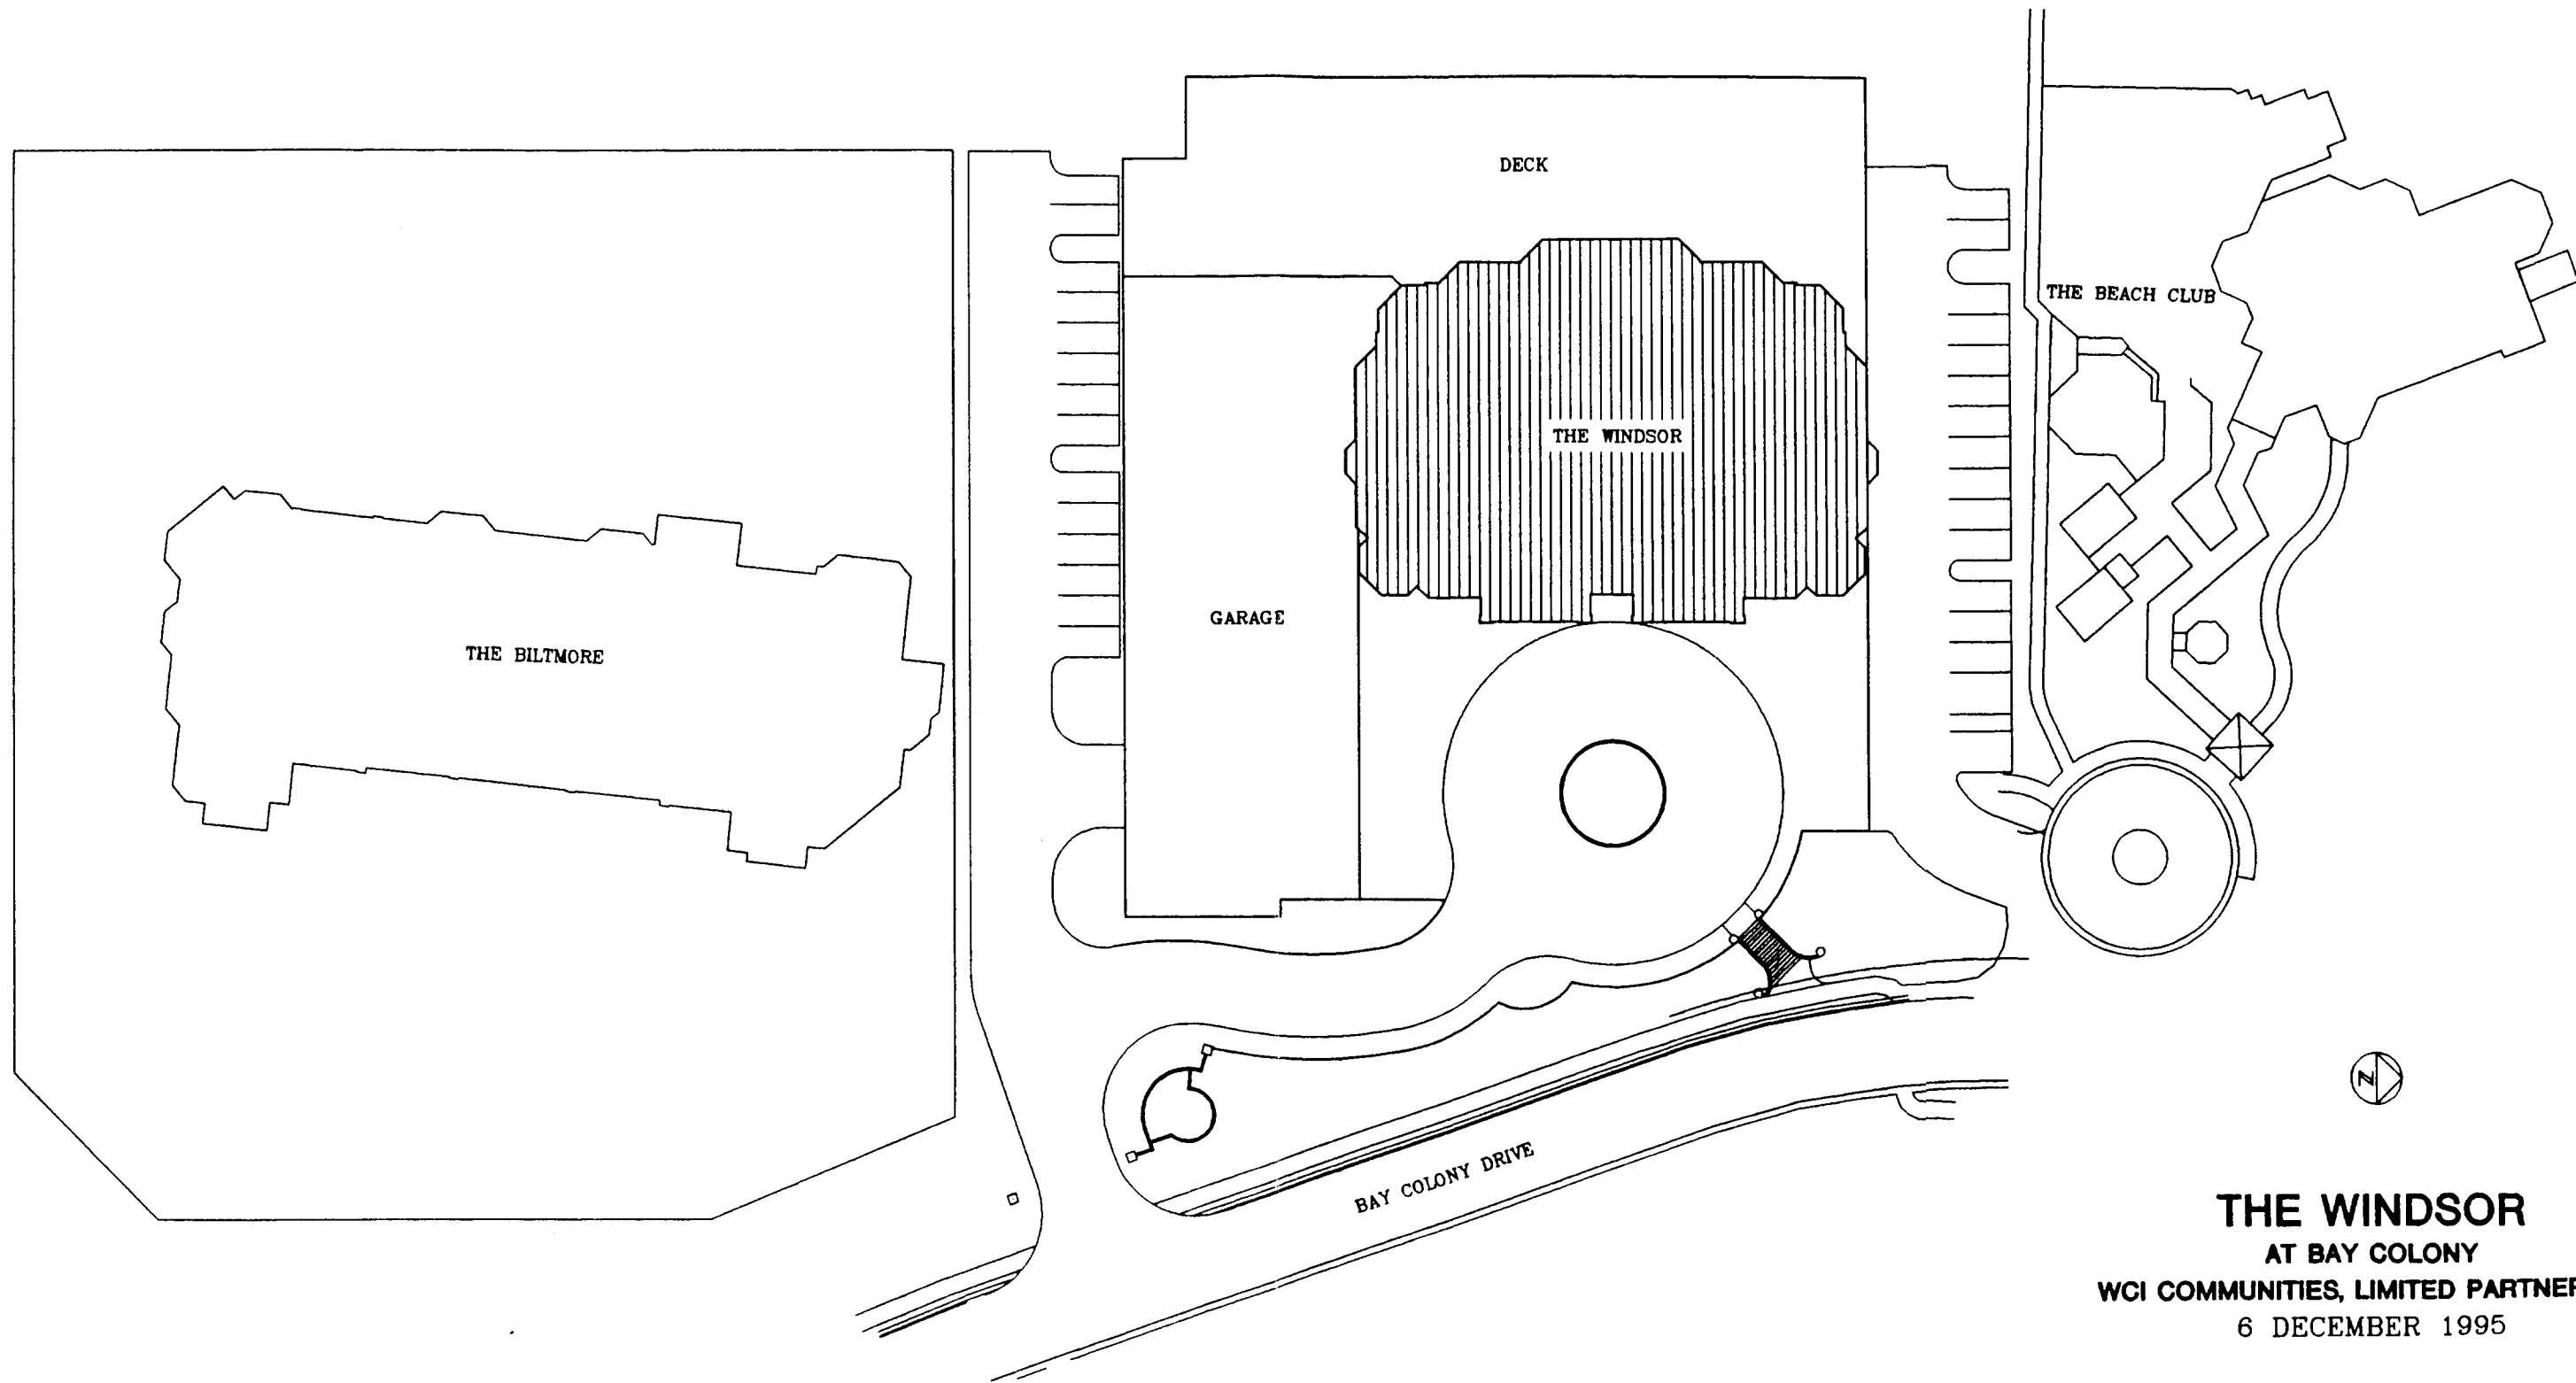 DECK
THE BEACH CLUB
THE WINDSOR
GARAGE
THE BILTMORE
N
BAY COLONY DRIVE
THE WINDSOR
AT BAY COLONY
WCI COMMUNITIES, LIMITED
6 DECEMBER 1995